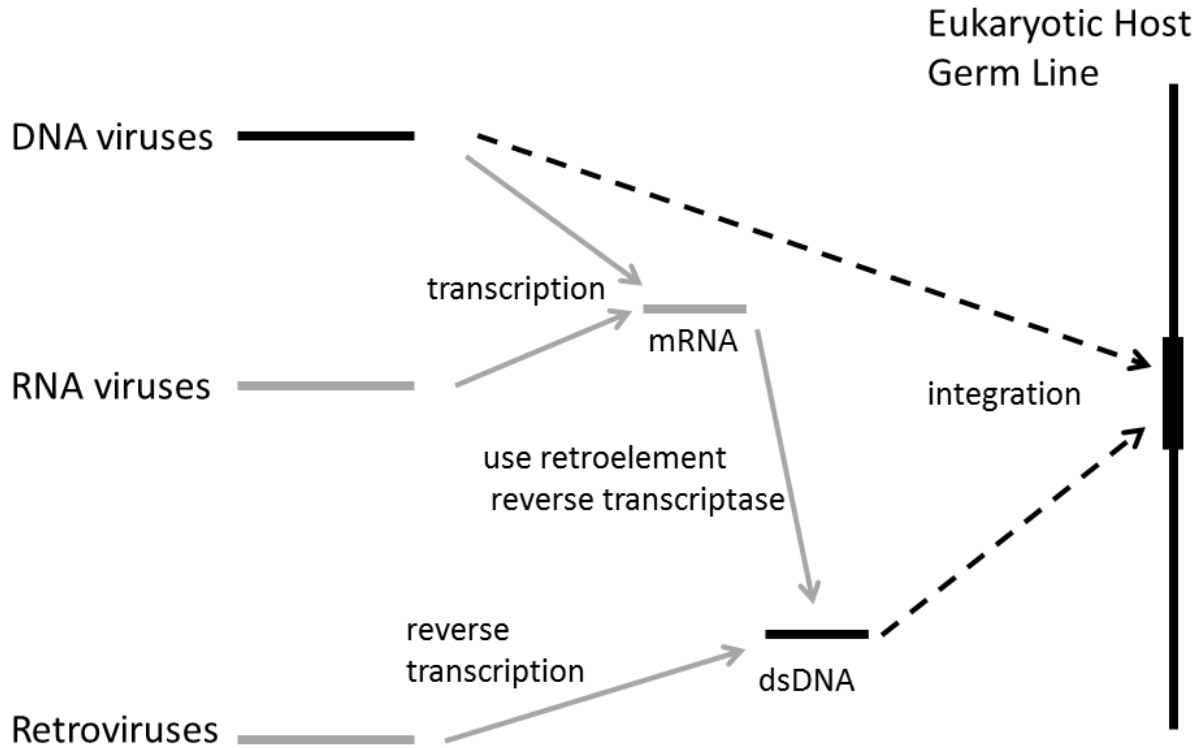 Eukaryotic Host
Germ Line
DNA viruses
transcription
mRNA
RNA viruses
integration
use retroelement
reverse transcriptase
reverse
transcription
dsDNA
Retroviruses